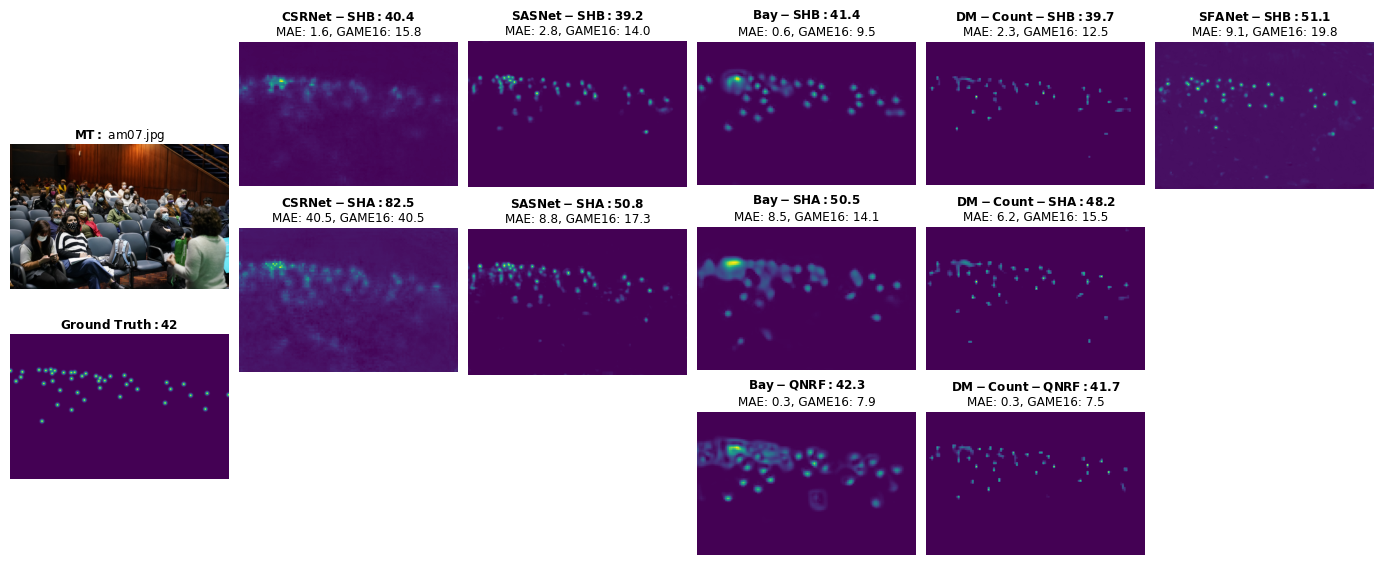 CSRNet−SHB:40.4
MAE: 1.6, GAME16: 15.8
SASNet−SHB:39.2
MAE: 2.8, GAME16: 14.0
Bay−SHB:41.4
MAE: 0.6, GAME16: 9.5
DM−Count−SHB:39.7
MAE: 2.3, GAME16: 12.5
SFANet−SHB:51.1
MAE: 9.1, GAME16: 19.8
MT: am07.jpg
CSRNet−SHA:82.5
MAE: 40.5, GAME16: 40.5
SASNet−SHA:50.8
MAE: 8.8, GAME16: 17.3
Bay−SHA:50.5
MAE: 8.5, GAME16: 14.1
DM−Count−SHA:48.2
MAE: 6.2, GAME16: 15.5
Ground Truth:42
Bay−QNRF:42.3
MAE: 0.3, GAME16: 7.9
DM−Count−QNRF:41.7
MAE: 0.3, GAME16: 7.5